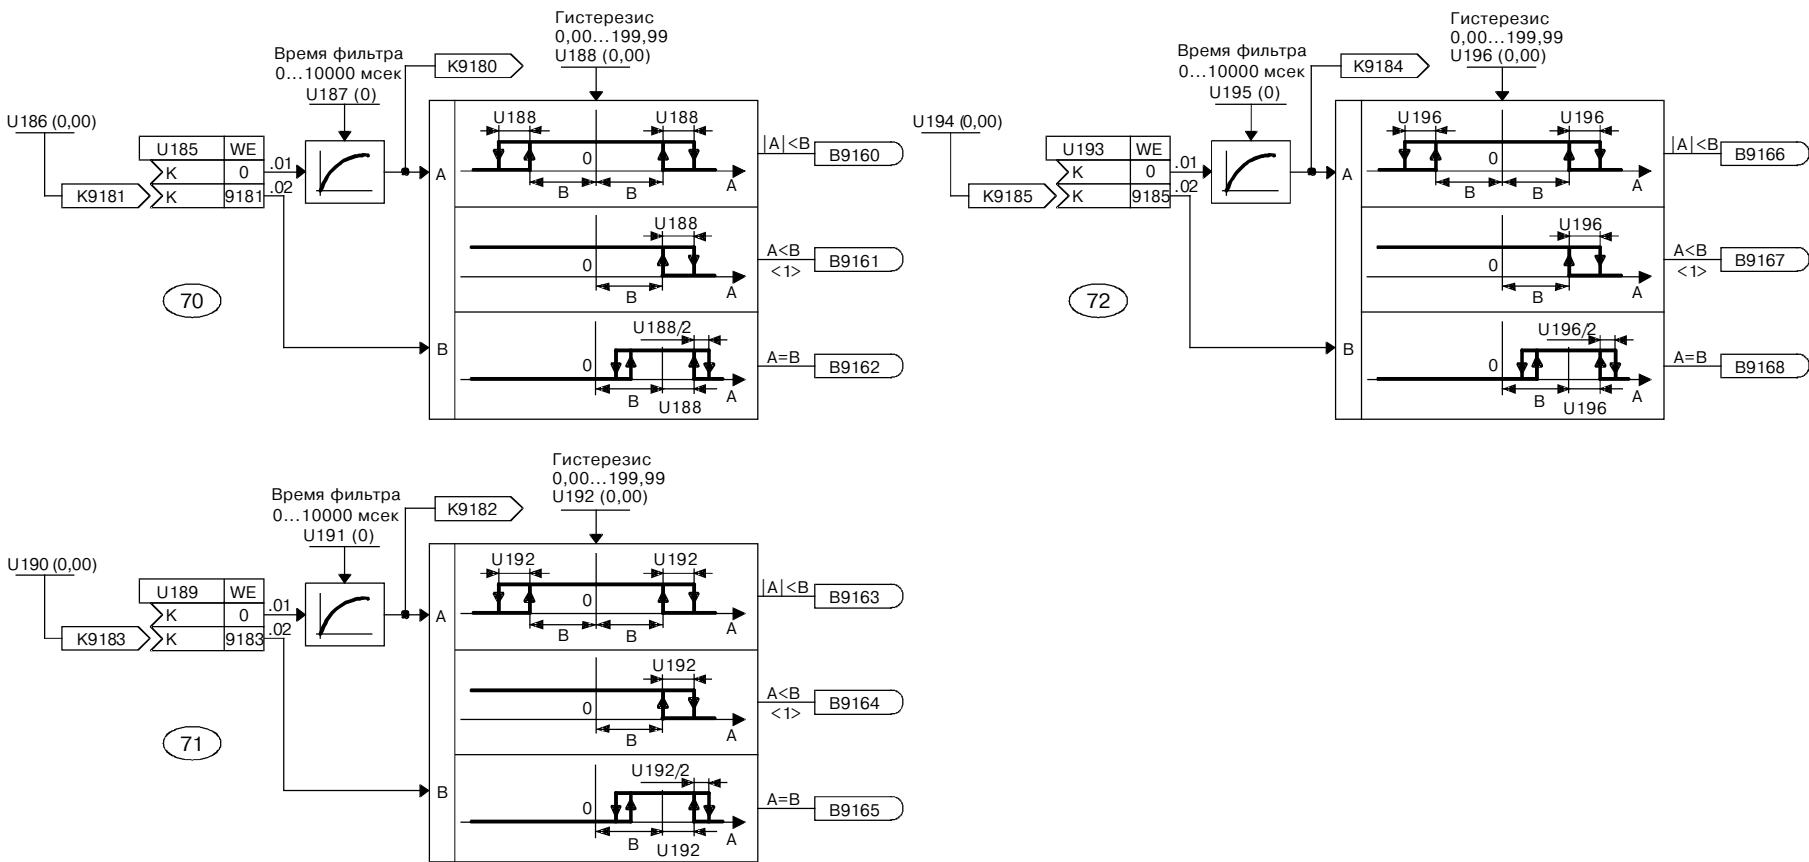 Гистерезис
0,00...199,99
U188 (0,00)
Время фильтра
0...10000 мсек
U187 (0)
K9180
U186 (0,00)
U185 WE
K 0 .01
K9181 K 9181 .02
A
B
U188 U188
0
B B A
|A|<B B9160
U188
0
B A
A<B
<1>
B9161
U188/2
0
B U188 A
A=B B9162
70
Гистерезис
0,00...199,99
U196 (0,00)
Время фильтра
0...10000 мсек
U195 (0)
K9184
U194 (0,00)
U193 WE
K 0 .01
K9185 K 9185 .02
A
B
U196 U196
0
B B A
|A|<B B9166
U196
0
B A
A<B
<1>
B9167
U196/2
0
B U196 A
A=B B9168
72
Гистерезис
0,00...199,99
U192 (0,00)
Время фильтра
0...10000 мсек
U191 (0)
K9182
U190 (0,00)
U189 WE
K 0 .01
K9183 K 9183 .02
A
B
U192 U192
0
B B A
|A|<B B9163
U192
0
B A
A<B
<1>
B9164
U192/2
0
B U192 A
A=B B9165
71